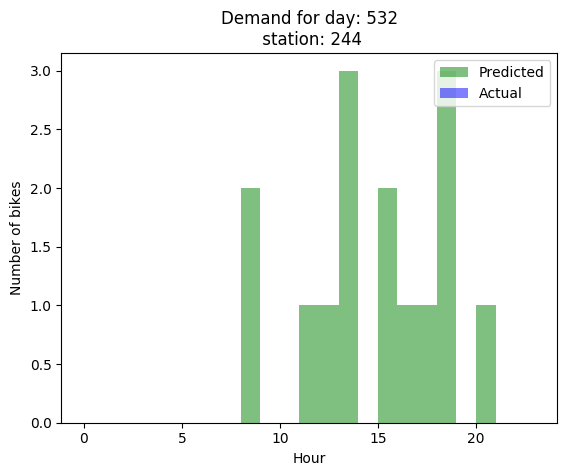 Demand for day: 532
station: 244
3.0
2.5
2.0
1.5
1.0
0.5
0.0
Number of bikes
Predicted
Actual
0 5 10 15 20
Hour